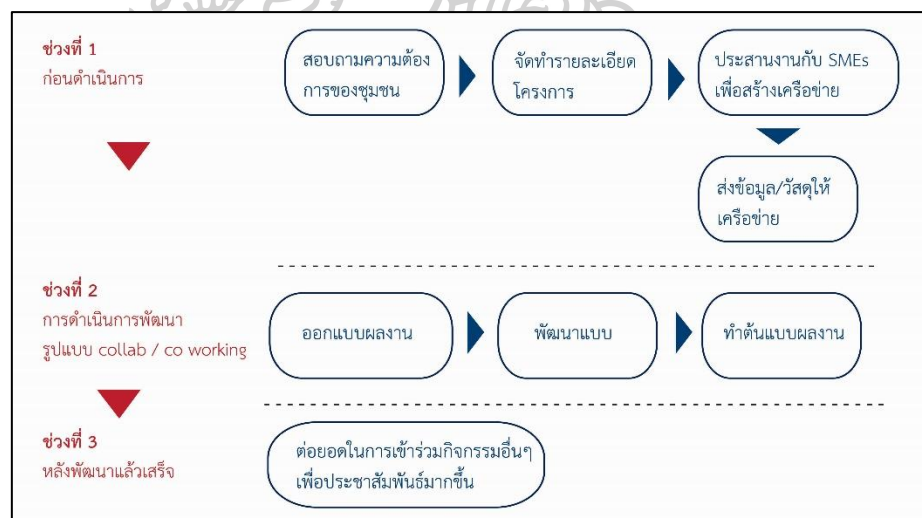 ช่วงที่ 1
ก่อนดำเนินการ
สอบถามความต้อง
การของชุมชน
จัดทำรายละเอียด
โครงการ
ประสานงานกับ SMEs
เพื่อสร้างเครือข่าย
ส่งข้อมูล/วัสดุให้
เครือข่าย
ช่วงที่ 2
การดำเนินการพัฒนา
รูปแบบ collab / co working
ออกแบบผลงาน
พัฒนาแบบ
ทำต้นแบบผลงาน
ช่วงที่ 3
หลังพัฒนาแล้วเสร็จ
ต่อยอดในการเข้าร่วมกิจกรรมอื่นๆ
เพื่อประชาสัมพันธ์มากขึ้น